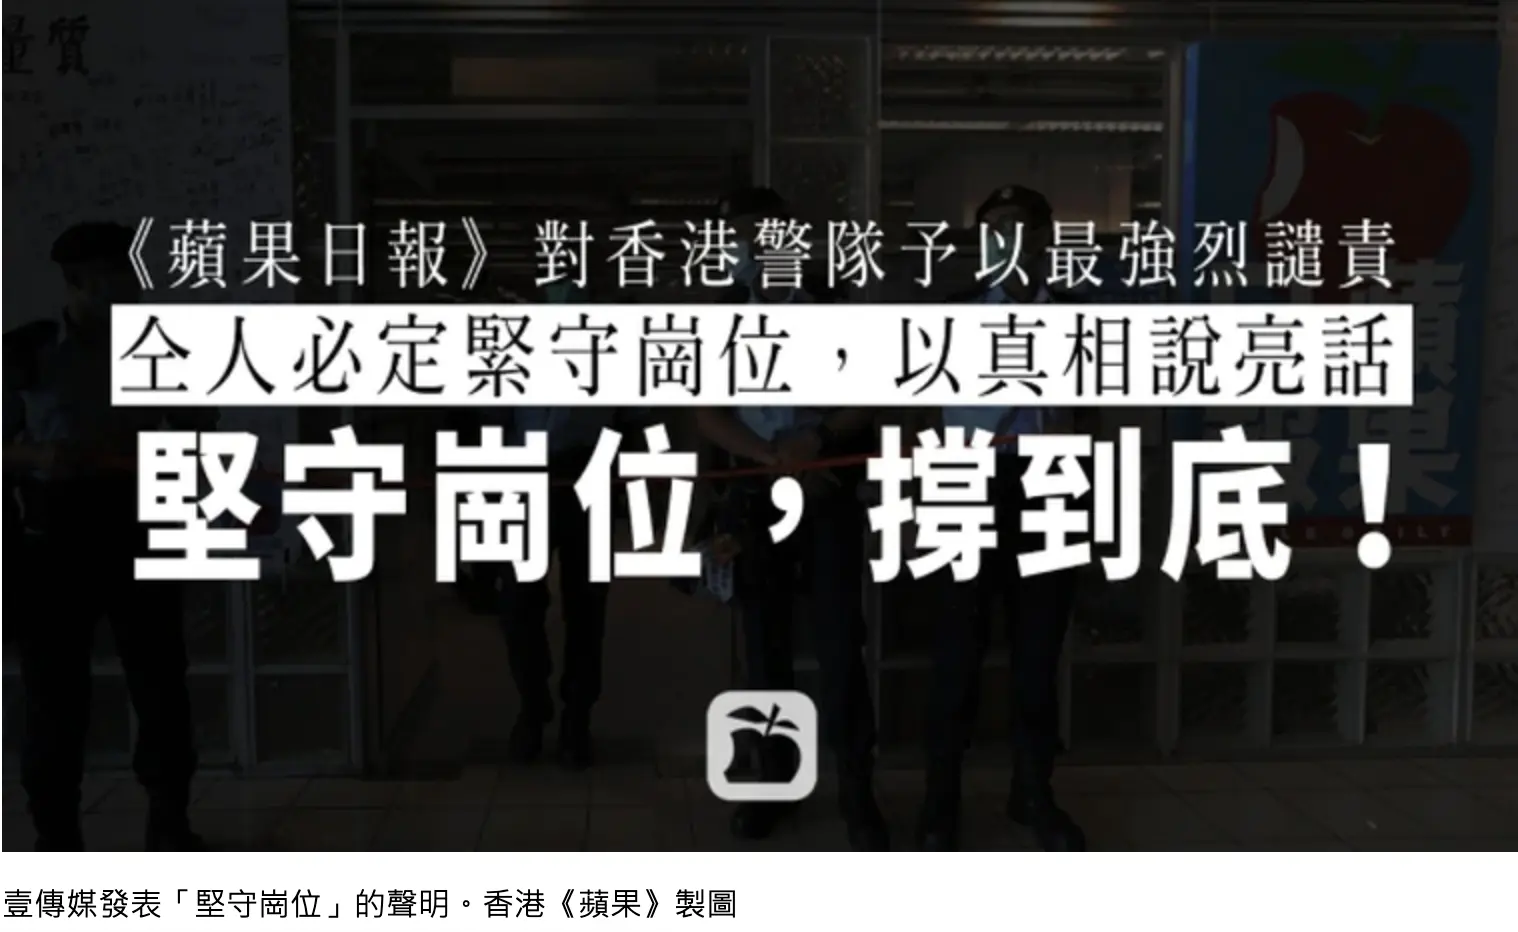 《蘋果日報》對香港警隊予以最強烈譴責
仝人必定緊守崗位，以真相說亮話
堅守崗位，撐到底！
壹傳媒發表「堅守崗位」的聲明。香港《蘋果》製圖